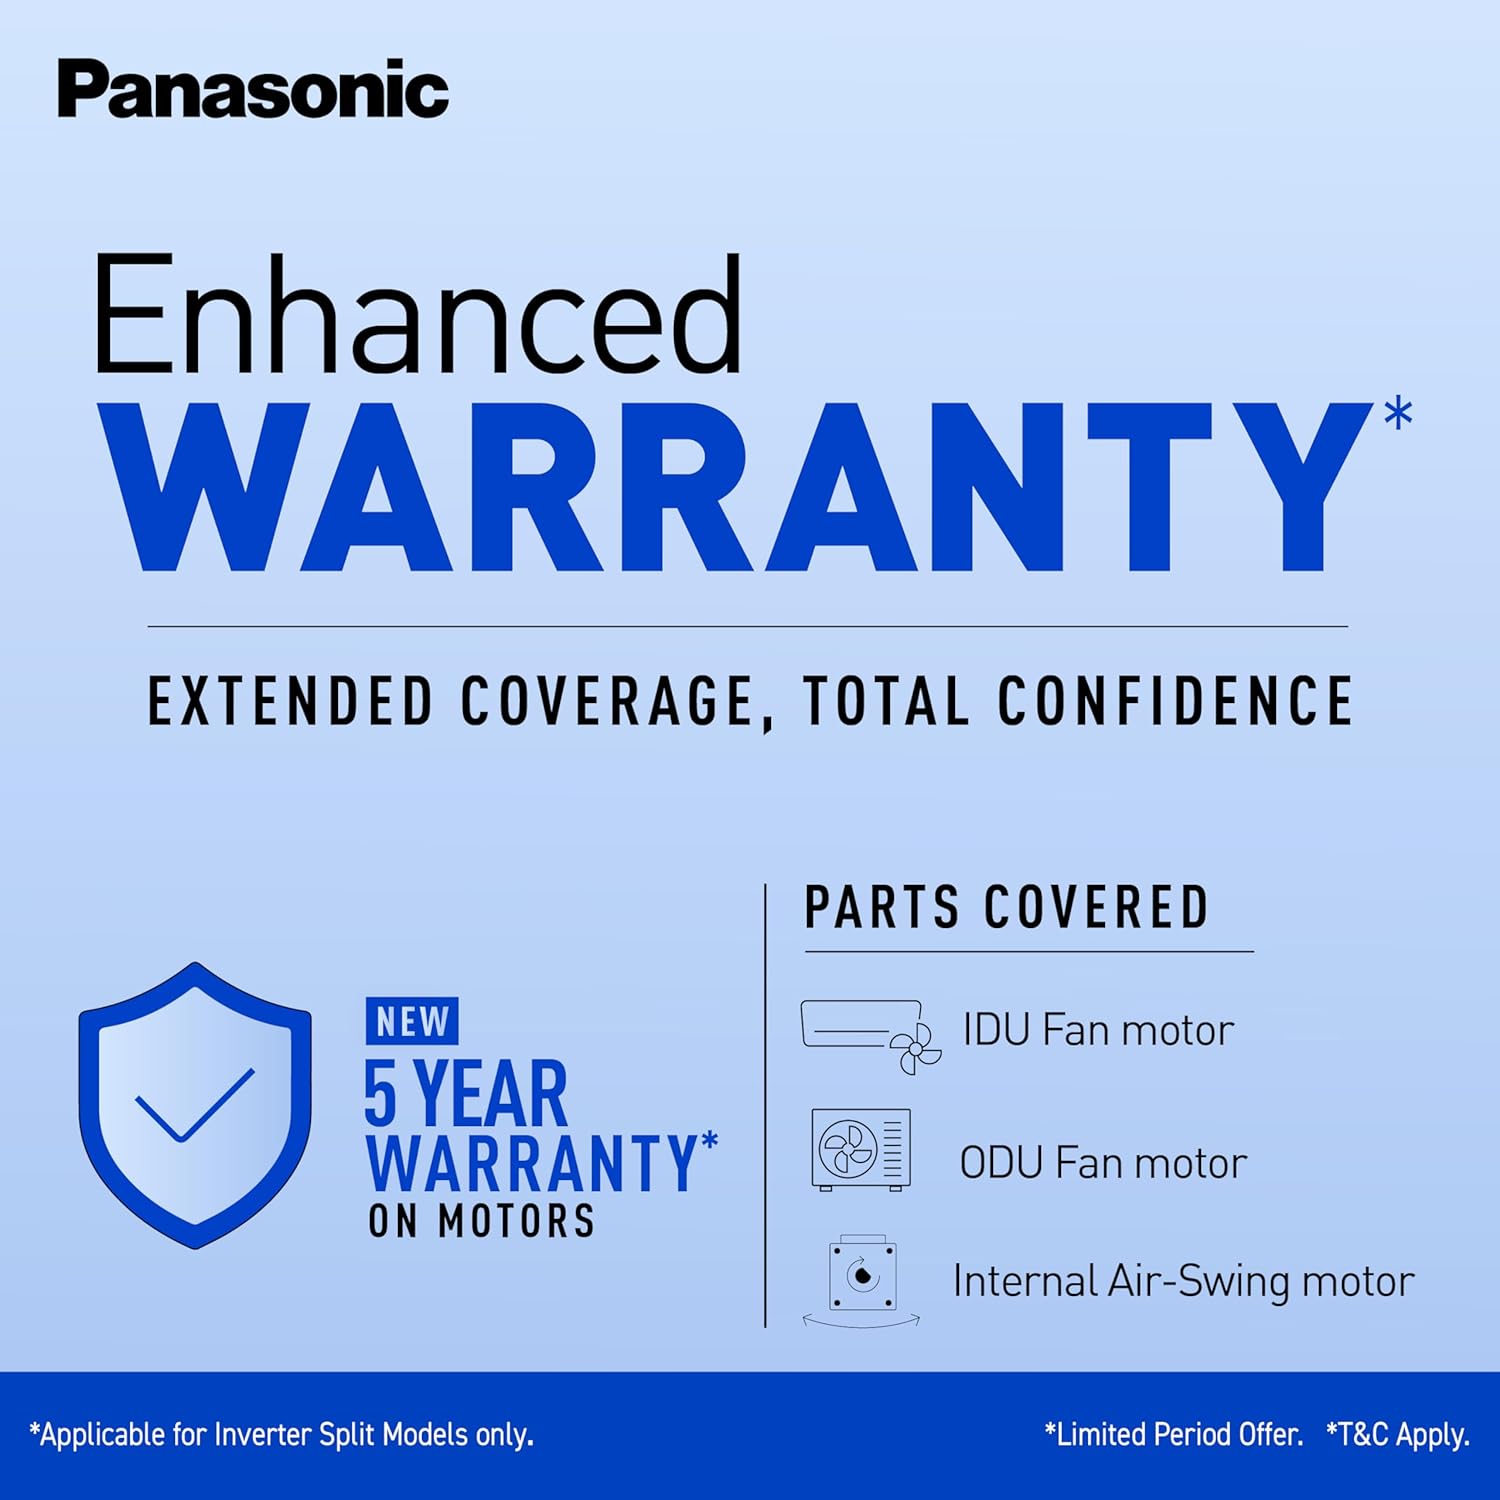 Panasonic
Enhanced
WARRANTY*
EXTENDED COVERAGE, TOTAL CONFIDENCE
NEW
5 YEAR
WARRANTY*
ON MOTORS
PARTS COVERED
IDU Fan motor
ODU Fan motor
Internal Air-Swing motor
*Applicable for Inverter Split Models only.
*Limited Period Offer. *T&C Apply.